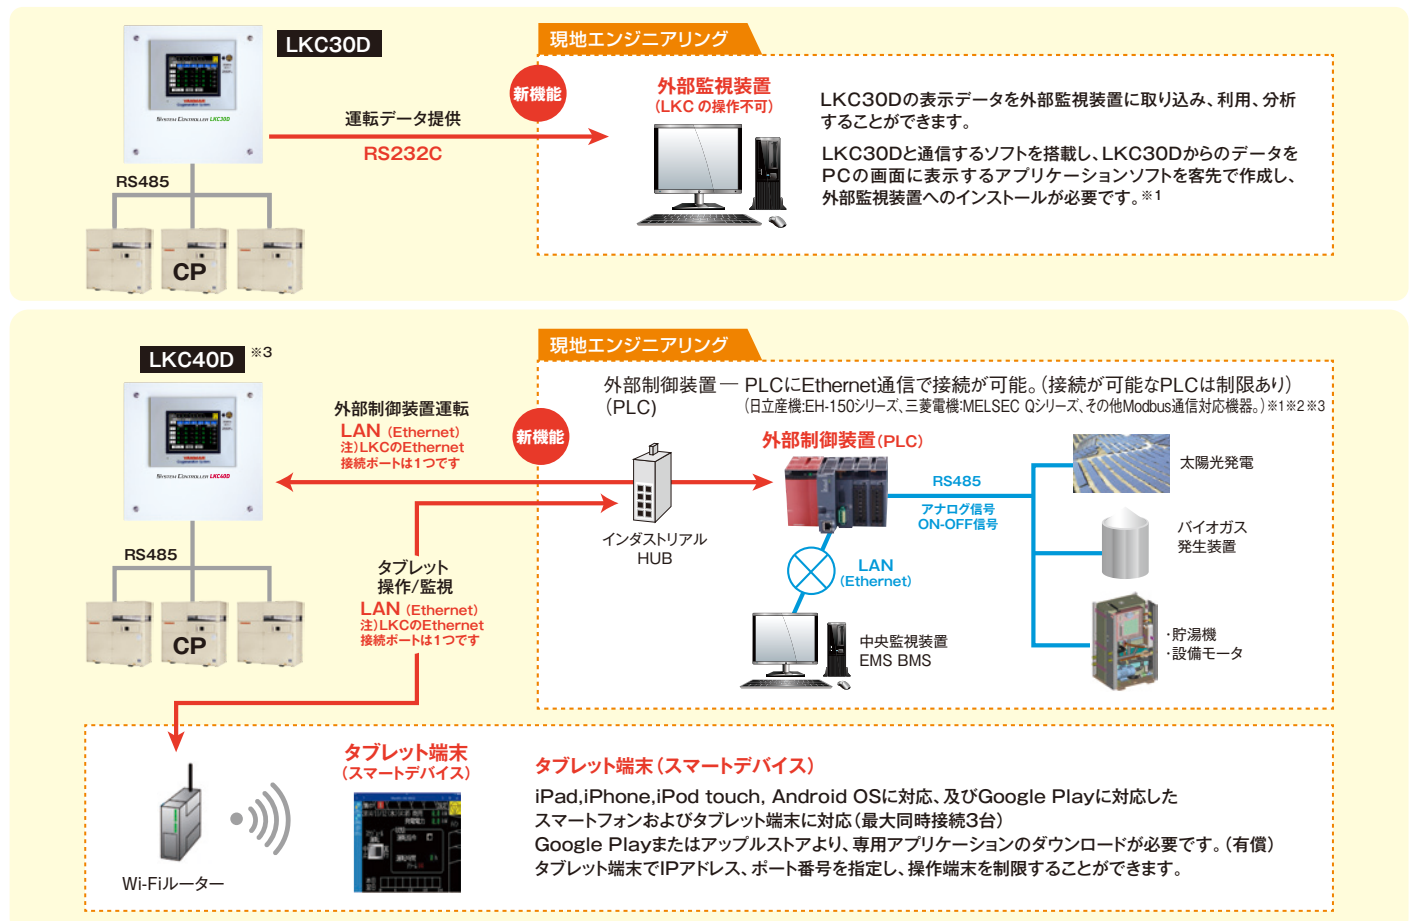 LKC30D
SYSTEM CONTROLLER LKC30D
RS485
CP
運転データ提供
RS232C
新機能
現地エンジニアリング
外部監視装置
(LKC の操作不可)
LKC30Dの表示データを外部監視装置に取り込み、利用、分析
することができます。
LKC30Dと通信するソフトを搭載し、LKC30Dからのデータを
PCの画面に表示するアプリケーションソフトを客先で作成し、
外部監視装置へのインストールが必要です。※1
LKC40D ※3
SYSTEM CONTROLLER LKC40D
RS485
CP
外部制御装置運転
LAN (Ethernet)
注)LKCのEthernet
接続ポートは1つです
新機能
タブレット
操作/監視
LAN (Ethernet)
注)LKCのEthernet
接続ポートは1つです
現地エンジニアリング
外部制御装置 ― PLCにEthernet通信で接続が可能。(接続が可能なPLCは制限あり)
(PLC) (日立産機:EH-150シリーズ、三菱電機:MELSEC Qシリーズ、その他Modbus通信対応機器。)※1※2※3
外部制御装置(PLC)
インダストリアル
HUB
RS485
アナログ信号
ON-OFF信号
LAN
(Ethernet)
中央監視装置
EMS BMS
太陽光発電
バイオガス
発生装置
・貯湯機
・設備モータ
Wi-Fiルーター
タブレット端末
(スマートデバイス)
タブレット端末(スマートデバイス)
iPad,iPhone,iPod touch, Android OSに対応、及びGoogle Playに対応した
スマートフォンおよびタブレット端末に対応(最大同時接続3台)
Google Playまたはアップルストアより、専用アプリケーションのダウンロードが必要です。(有償)
タブレット端末でIPアドレス、ポート番号を指定し、操作端末を制限することができます。